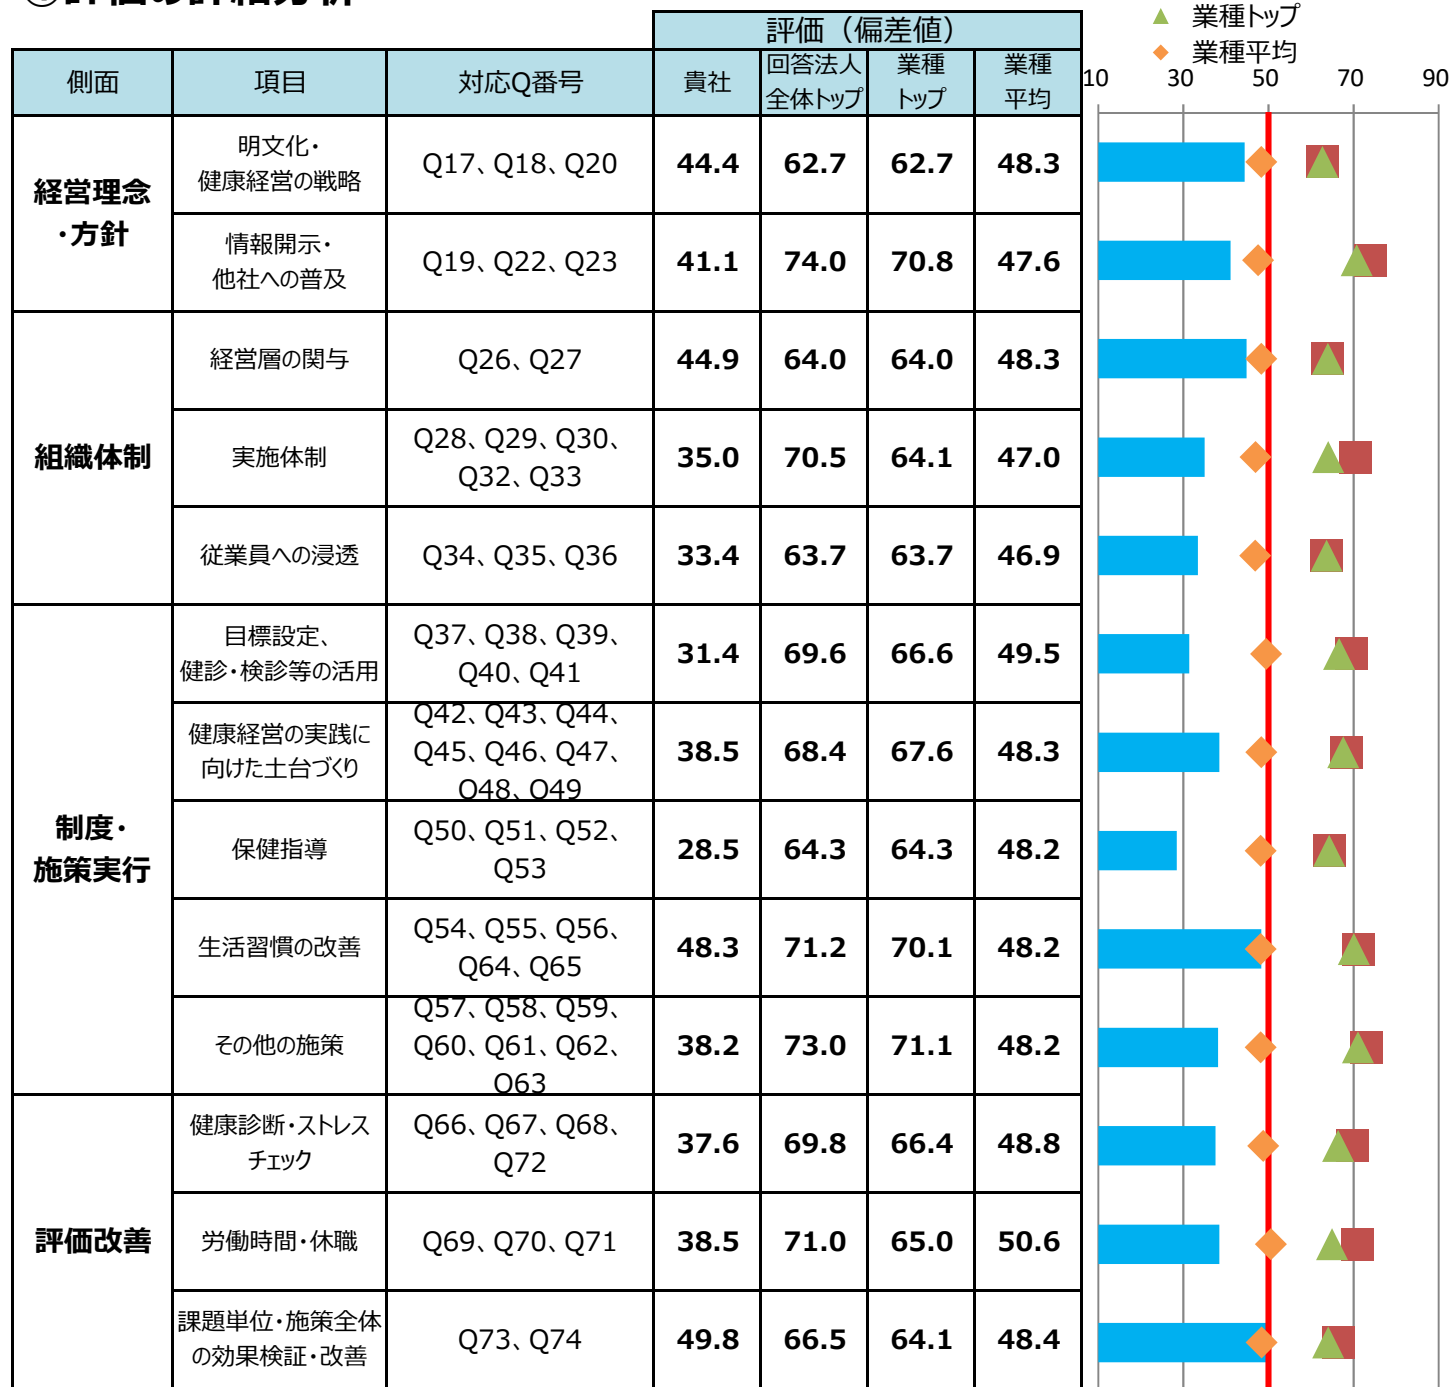 評価（偏差値）
▲ 業種トップ
◆ 業種平均
側面 項目 対応Q番号 貴社 回答法人 業種 業種
全体トップ トップ 平均
10 30 50 70 90
経営理念
・方針
明文化・
健康経営の戦略
Q17、Q18、Q20 44.4 62.7 62.7 48.3
情報開示・
他社への普及
Q19、Q22、Q23 41.1 74.0 70.8 47.6
組織体制
経営層の関与 Q26、Q27 44.9 64.0 64.0 48.3
実施体制
Q28、Q29、Q30、
Q32、Q33
35.0 70.5 64.1 47.0
従業員への浸透 Q34、Q35、Q36 33.4 63.7 63.7 46.9
制度・
施策実行
目標設定、
健診・検診等の活用
Q37、Q38、Q39、
Q40、Q41
31.4 69.6 66.6 49.5
健康経営の実践に
向けた土台づくり
Q42、Q43、Q44、
Q45、Q46、Q47、
Q48、Q49
38.5 68.4 67.6 48.3
保健指導
Q50、Q51、Q52、
Q53
28.5 64.3 64.3 48.2
生活習慣の改善
Q54、Q55、Q56、
Q64、Q65
48.3 71.2 70.1 48.2
その他の施策
Q57、Q58、Q59、
Q60、Q61、Q62、
Q63
38.2 73.0 71.1 48.2
評価改善
健康診断・ストレス
チェック
Q66、Q67、Q68、
Q72
37.6 69.8 66.4 48.8
労働時間・休職 Q69、Q70、Q71 38.5 71.0 65.0 50.6
課題単位・施策全体
の効果検証・改善
Q73、Q74 49.8 66.5 64.1 48.4